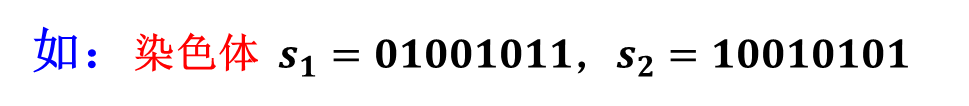 如：染色体 s₁ = 01001011，s₂ = 10010101